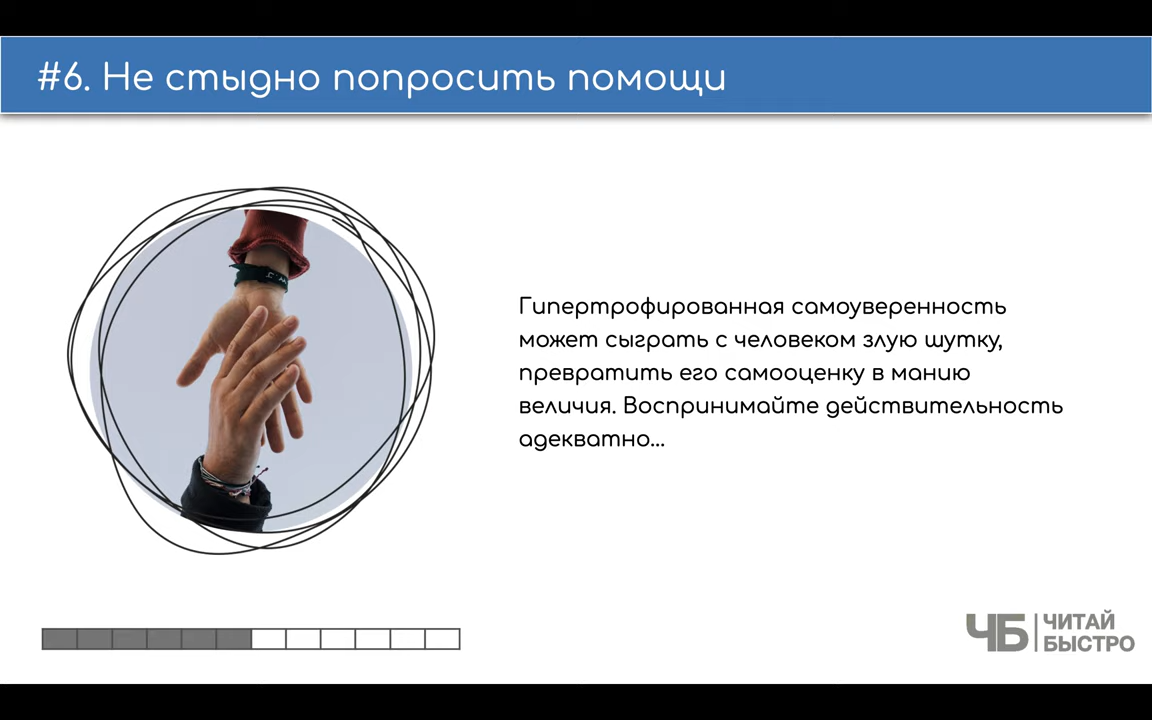 #6. Не стыдно попросить помощи
Гипертрофированная самоуверенность
может сыграть с человеком злую шутку,
превратить его самооценку в манию
величия. Воспринимайте действительность
адекватно...
ЧБ ЧИТАЙ
БЫСТРО